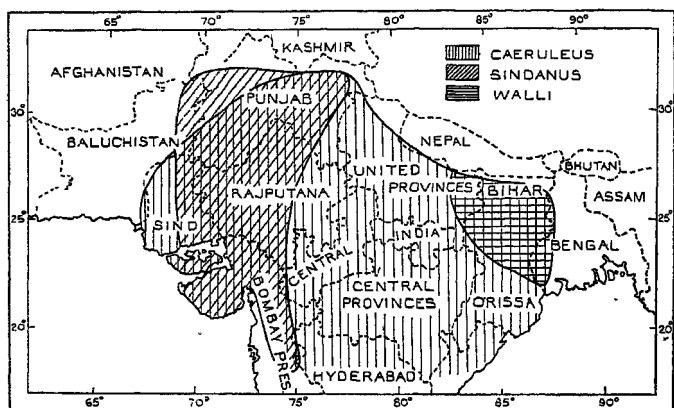 65° 70° 75° 80° 85° 90°
KASHMIR
AFGHANISTAN
CAERULEUS
SINDANUS
WALLI
PUNJAB
30° 30°
BALUCHISTAN
NEPAL
BHUTAN
UNITED
PROVINCES
BIHAR
RAJPUTANA
ASSAM
25° 25°
SIND
INDIA
BENGAL
CENTRAL
CENTRAL
PROVINCES
ORISSA
BOMBAY PRES.
20° 20°
HYDERABAD
65° 70° 75° 80° 85° 90°